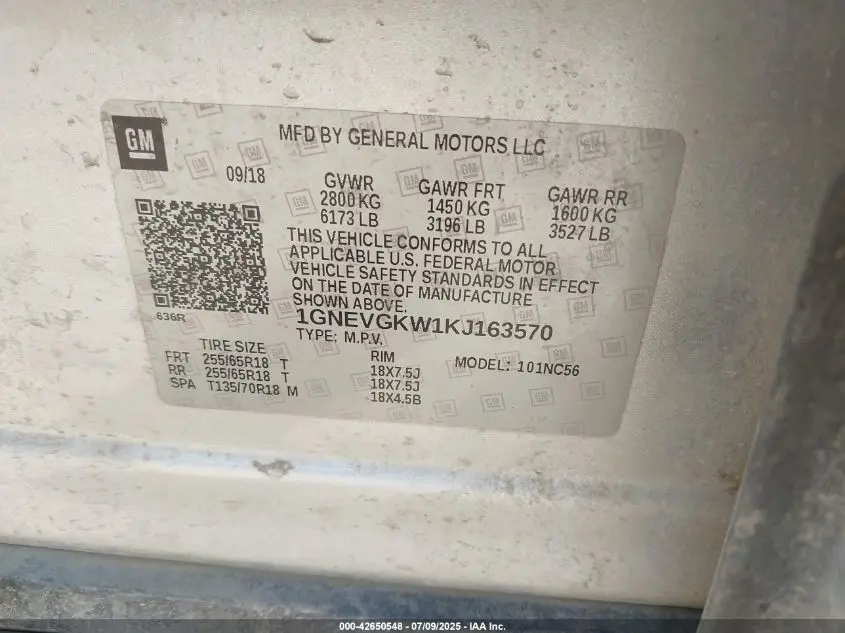 GM
MFD BY GENERAL MOTORS LLC
09/18
GVWR GAWR FRT GAWR RR
2800 KG 1450 KG 1600 KG
6173 LB 3196 LB 3527 LB
THIS VEHICLE CONFORMS TO ALL
APPLICABLE U.S. FEDERAL MOTOR
VEHICLE SAFETY STANDARDS IN EFFECT
ON THE DATE OF MANUFACTURE
SHOWN ABOVE.
636R
1GNEVGKW1KJ163570
TYPE: M.P.V.
TIRE SIZE RIM MODEL: 101NC56
FRT 255/65R18 T 18X7.5J
RR 255/65R18 T 18X7.5J
SPA T135/70R18 M 18X4.5B
000-42650548 - 07/09/2025 - IAA Inc.